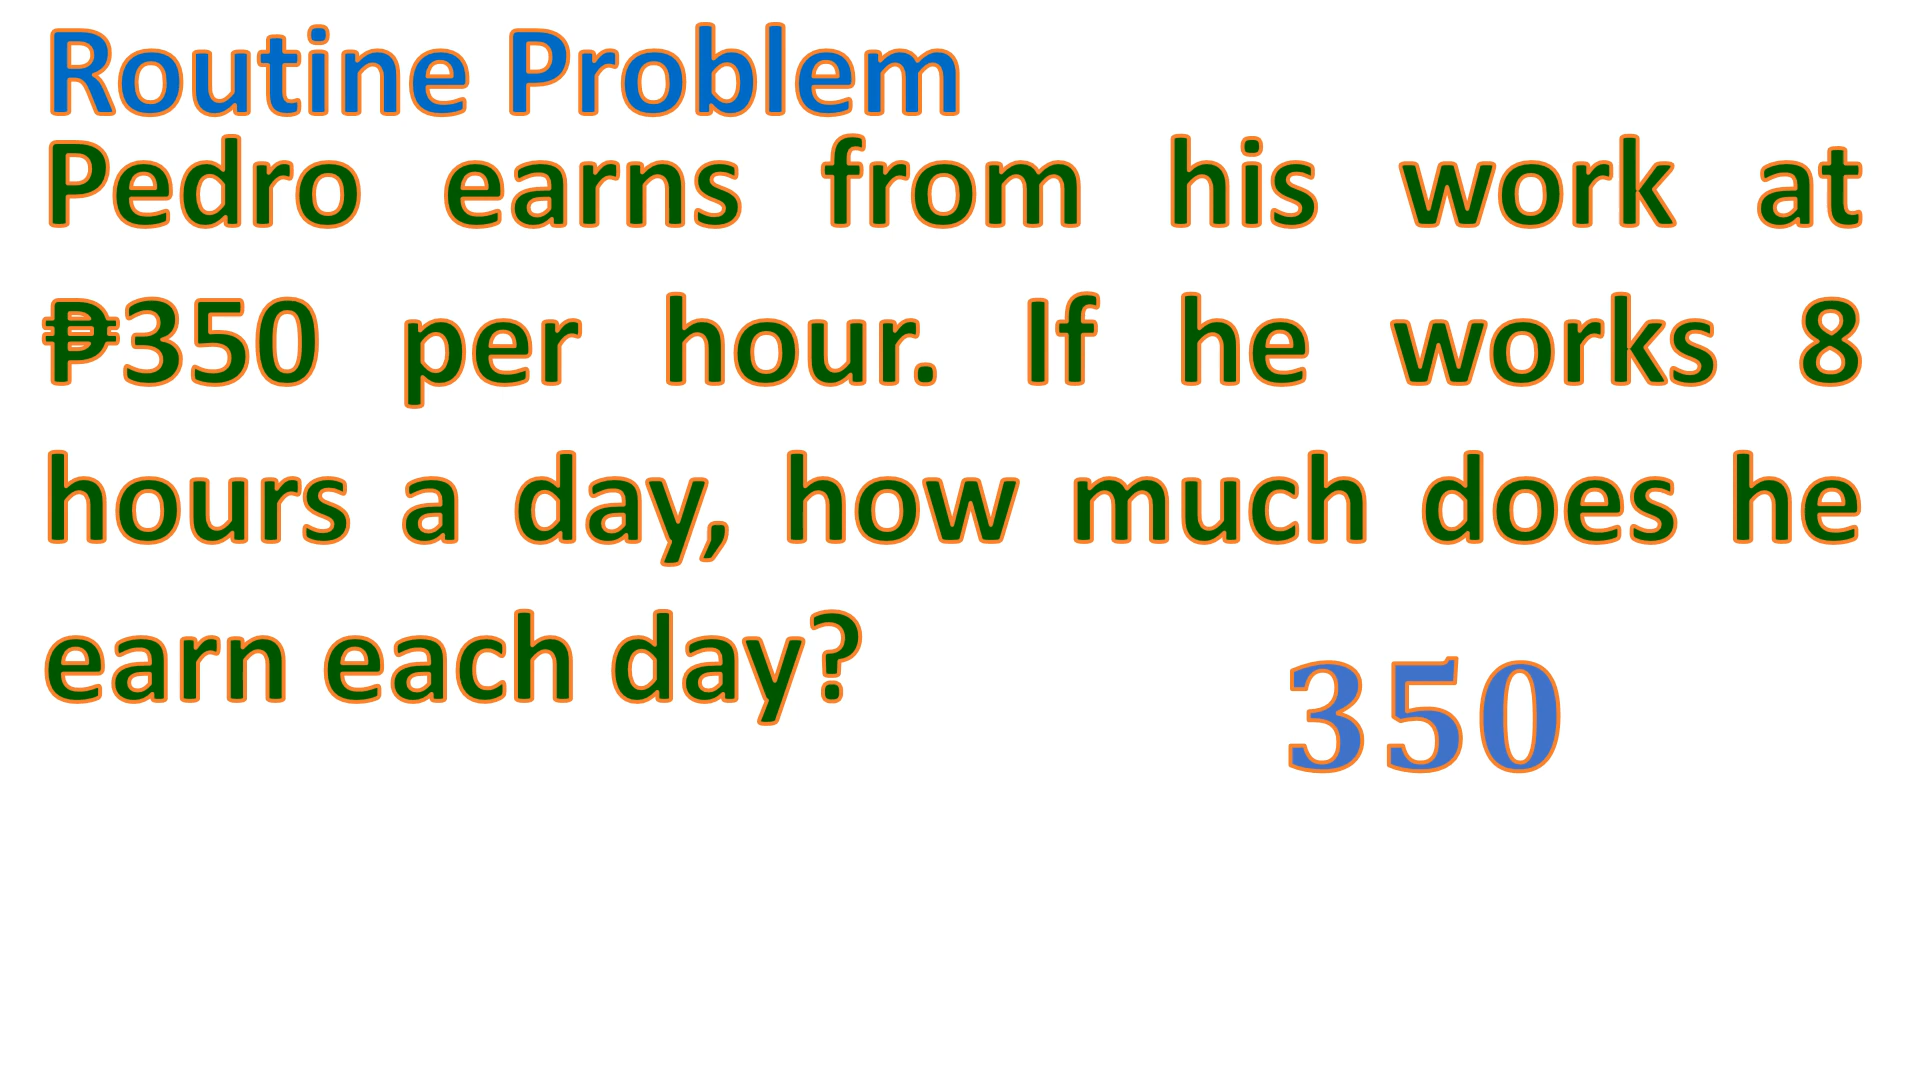 Routine Problem
Pedro earns from his work at
₱350 per hour. If he works 8
hours a day, how much does he
earn each day?
350